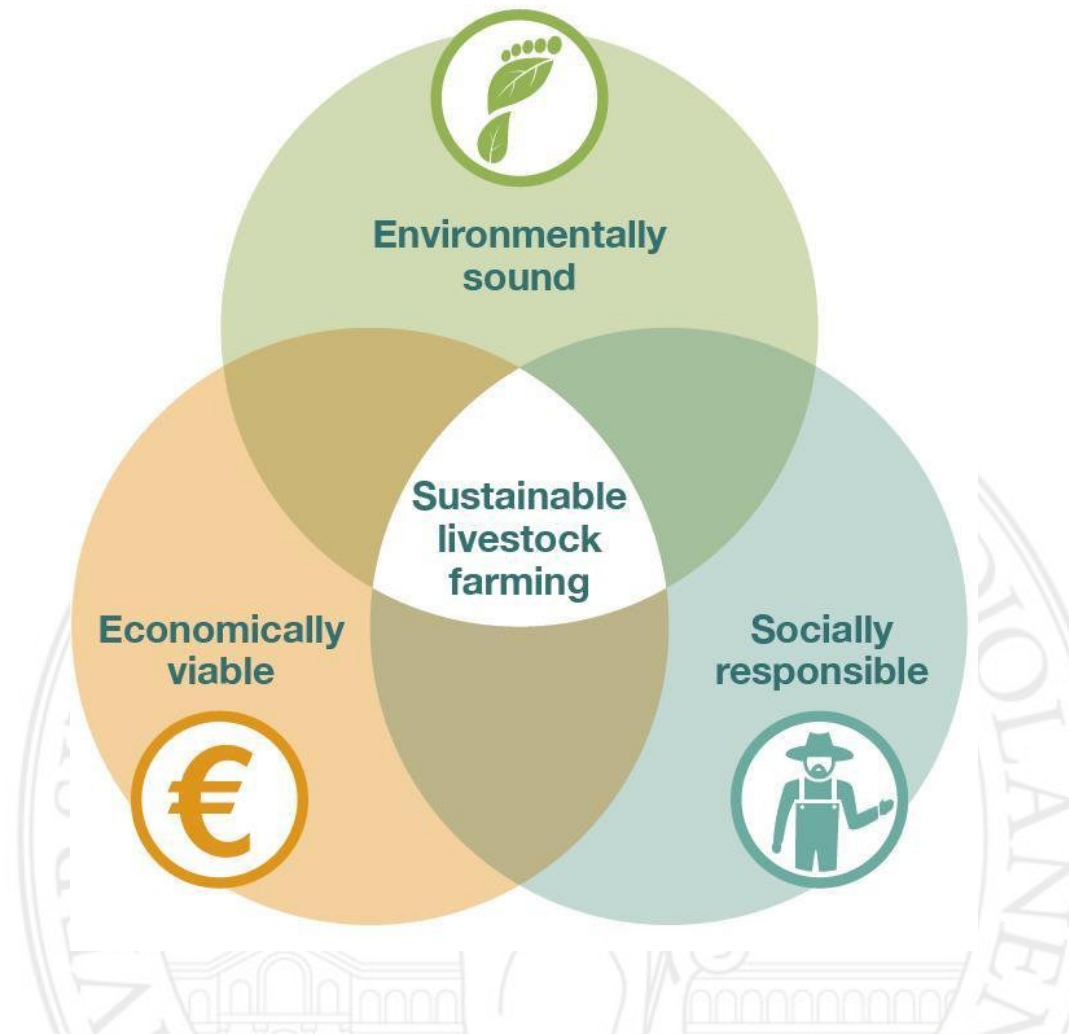 Environmentally
sound
Sustainable
livestock
farming
Economically
viable
Socially
responsible
€